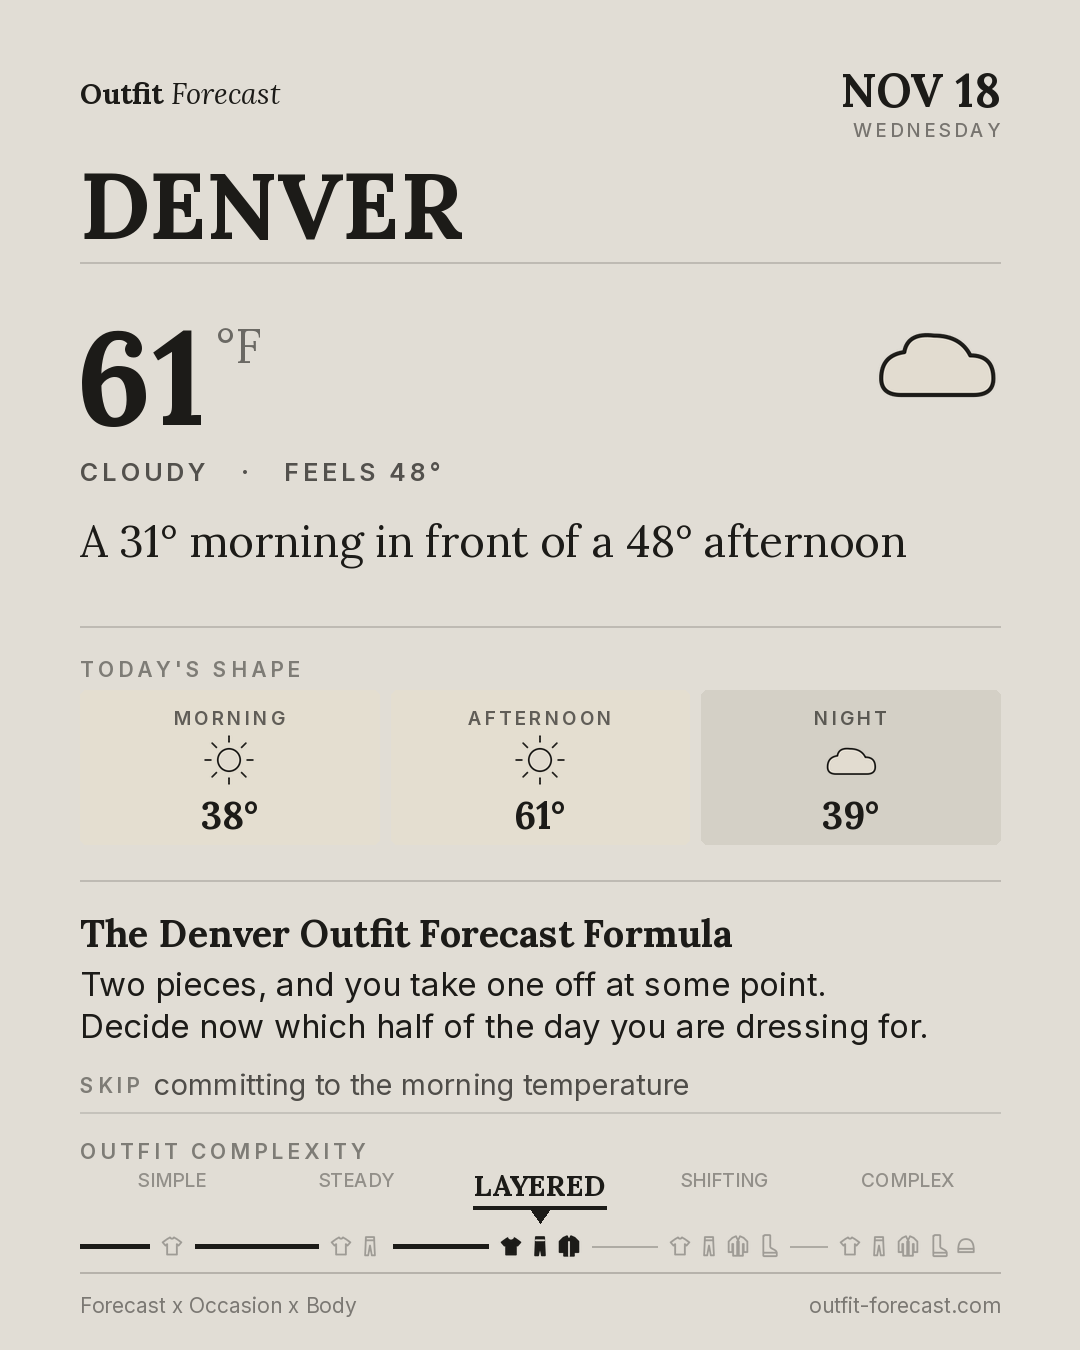 Outfit Forecast
NOV 18
WEDNESDAY
DENVER
61 °F
CLOUDY · FEELS 48°
A 31° morning in front of a 48° afternoon
TODAY'S SHAPE
MORNING
38°
AFTERNOON
61°
NIGHT
39°
The Denver Outfit Forecast Formula
Two pieces, and you take one off at some point.
Decide now which half of the day you are dressing for.
SKIP committing to the morning temperature
OUTFIT COMPLEXITY
SIMPLE STEADY LAYERED SHIFTING COMPLEX
Forecast x Occasion x Body
outfit-forecast.com